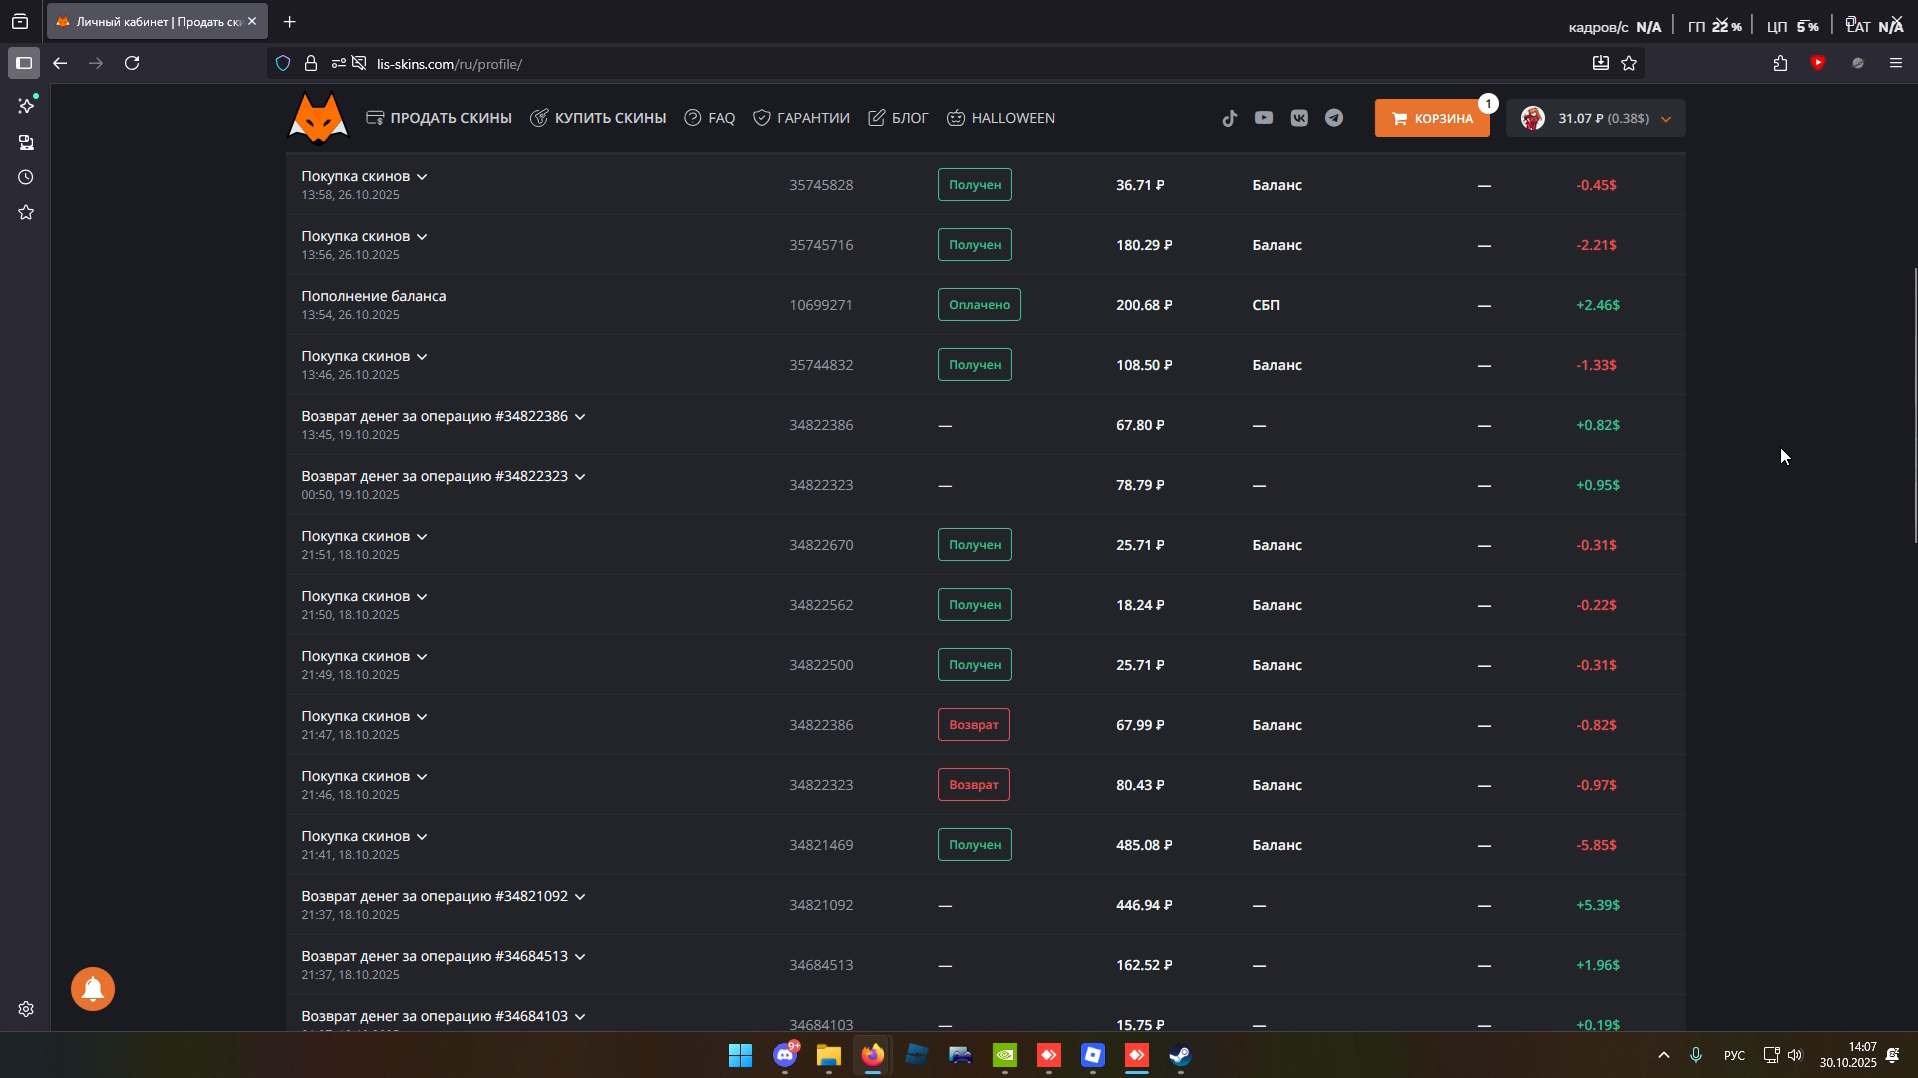 Личный кабинет | Продать ски
кадров/с N/A
ГП 22 %
ЦП 5 %
LAT N/A
lis-skins.com/ru/profile/
ПРОДАТЬ СКИНЫ
КУПИТЬ СКИНЫ
FAQ
ГАРАНТИИ
БЛОГ
HALLOWEEN
КОРЗИНА
1
31.07 ₽ (0.38$)
Покупка скинов
13:58, 26.10.2025
35745828
Получен
36.71 ₽
Баланс
—
-0.45$
Покупка скинов
13:56, 26.10.2025
35745716
Получен
180.29 ₽
Баланс
—
-2.21$
Пополнение баланса
13:54, 26.10.2025
10699271
Оплачено
200.68 ₽
СБП
—
+2.46$
Покупка скинов
13:46, 26.10.2025
35744832
Получен
108.50 ₽
Баланс
—
-1.33$
Возврат денег за операцию #34822386
13:45, 19.10.2025
34822386
—
67.80 ₽
—
—
+0.82$
Возврат денег за операцию #34822323
00:50, 19.10.2025
34822323
—
78.79 ₽
—
—
+0.95$
Покупка скинов
21:51, 18.10.2025
34822670
Получен
25.71 ₽
Баланс
—
-0.31$
Покупка скинов
21:50, 18.10.2025
34822562
Получен
18.24 ₽
Баланс
—
-0.22$
Покупка скинов
21:49, 18.10.2025
34822500
Получен
25.71 ₽
Баланс
—
-0.31$
Покупка скинов
21:47, 18.10.2025
34822386
Возврат
67.99 ₽
Баланс
—
-0.82$
Покупка скинов
21:46, 18.10.2025
34822323
Возврат
80.43 ₽
Баланс
—
-0.97$
Покупка скинов
21:41, 18.10.2025
34821469
Получен
485.08 ₽
Баланс
—
-5.85$
Возврат денег за операцию #34821092
21:37, 18.10.2025
34821092
—
446.94 ₽
—
—
+5.39$
Возврат денег за операцию #34684513
21:37, 18.10.2025
34684513
—
162.52 ₽
—
—
+1.96$
Возврат денег за операцию #34684103
34684103
—
15.75 ₽
—
—
+0.19$
9+
РУС
14:07
30.10.2025